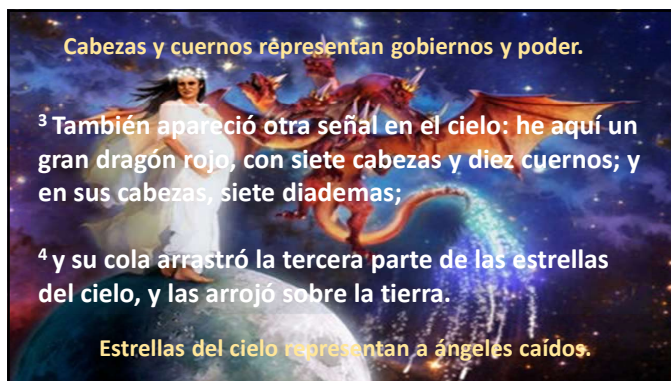 Cabezas y cuernos representan gobiernos y poder.
³ También apareció otra señal en el cielo: he aquí un
gran dragón rojo, con siete cabezas y diez cuernos; y
en sus cabezas, siete diademas;
⁴ y su cola arrastró la tercera parte de las estrellas
del cielo, y las arrojó sobre la tierra.
Estrellas del cielo representan a ángeles caídos.